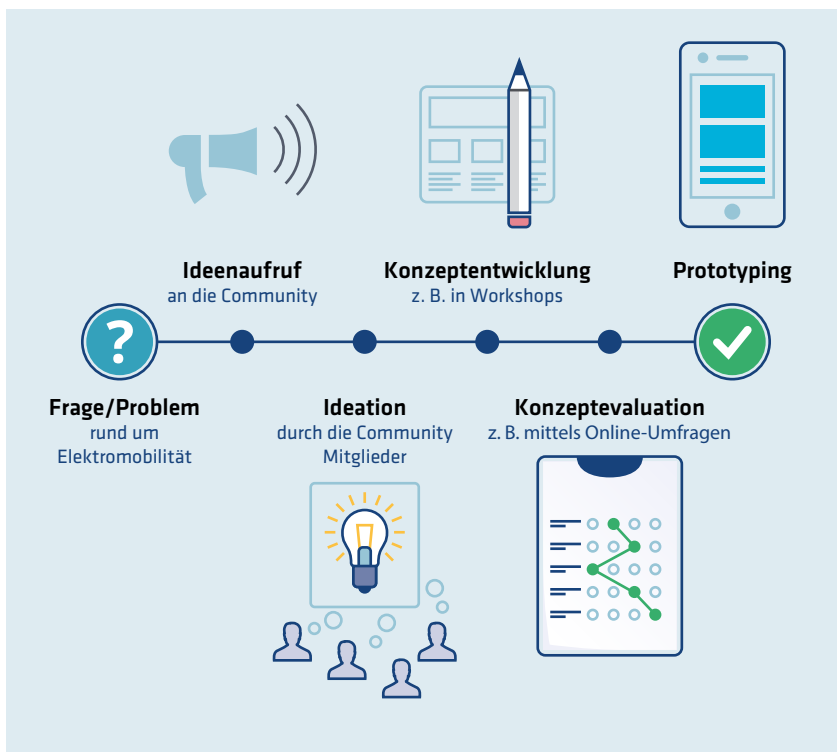 Ideenaufruf
an die Community
Konzeptentwicklung
z. B. in Workshops
Prototyping
?
Frage/Problem
rund um
Elektromobilität
Ideation
durch die Community
Mitglieder
Konzeptevaluation
z. B. mittels Online-Umfragen